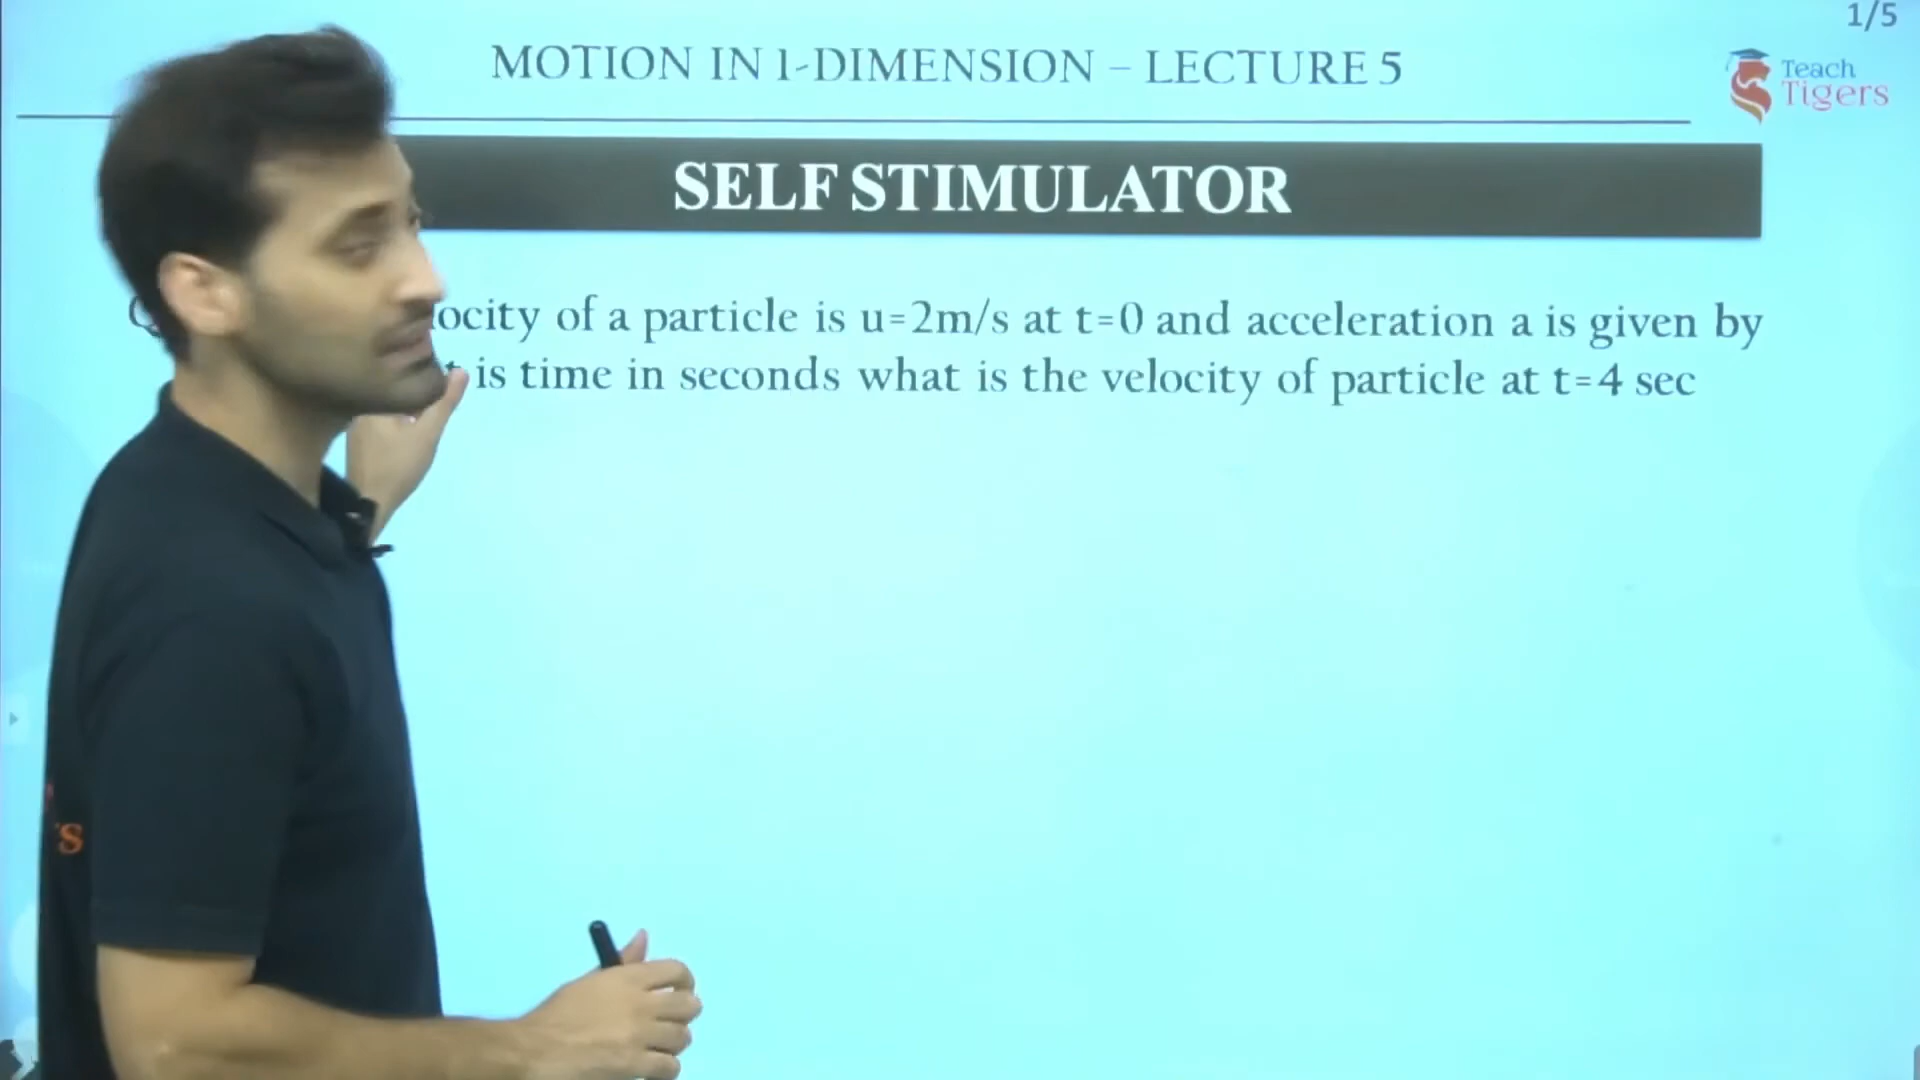 1/5
MOTION IN 1-DIMENSION – LECTURE 5
Teach
Tigers
SELF STIMULATOR
of a particle is u=2m/s at t=0 and acceleration a is given by
is time in seconds what is the velocity of particle at t=4 sec